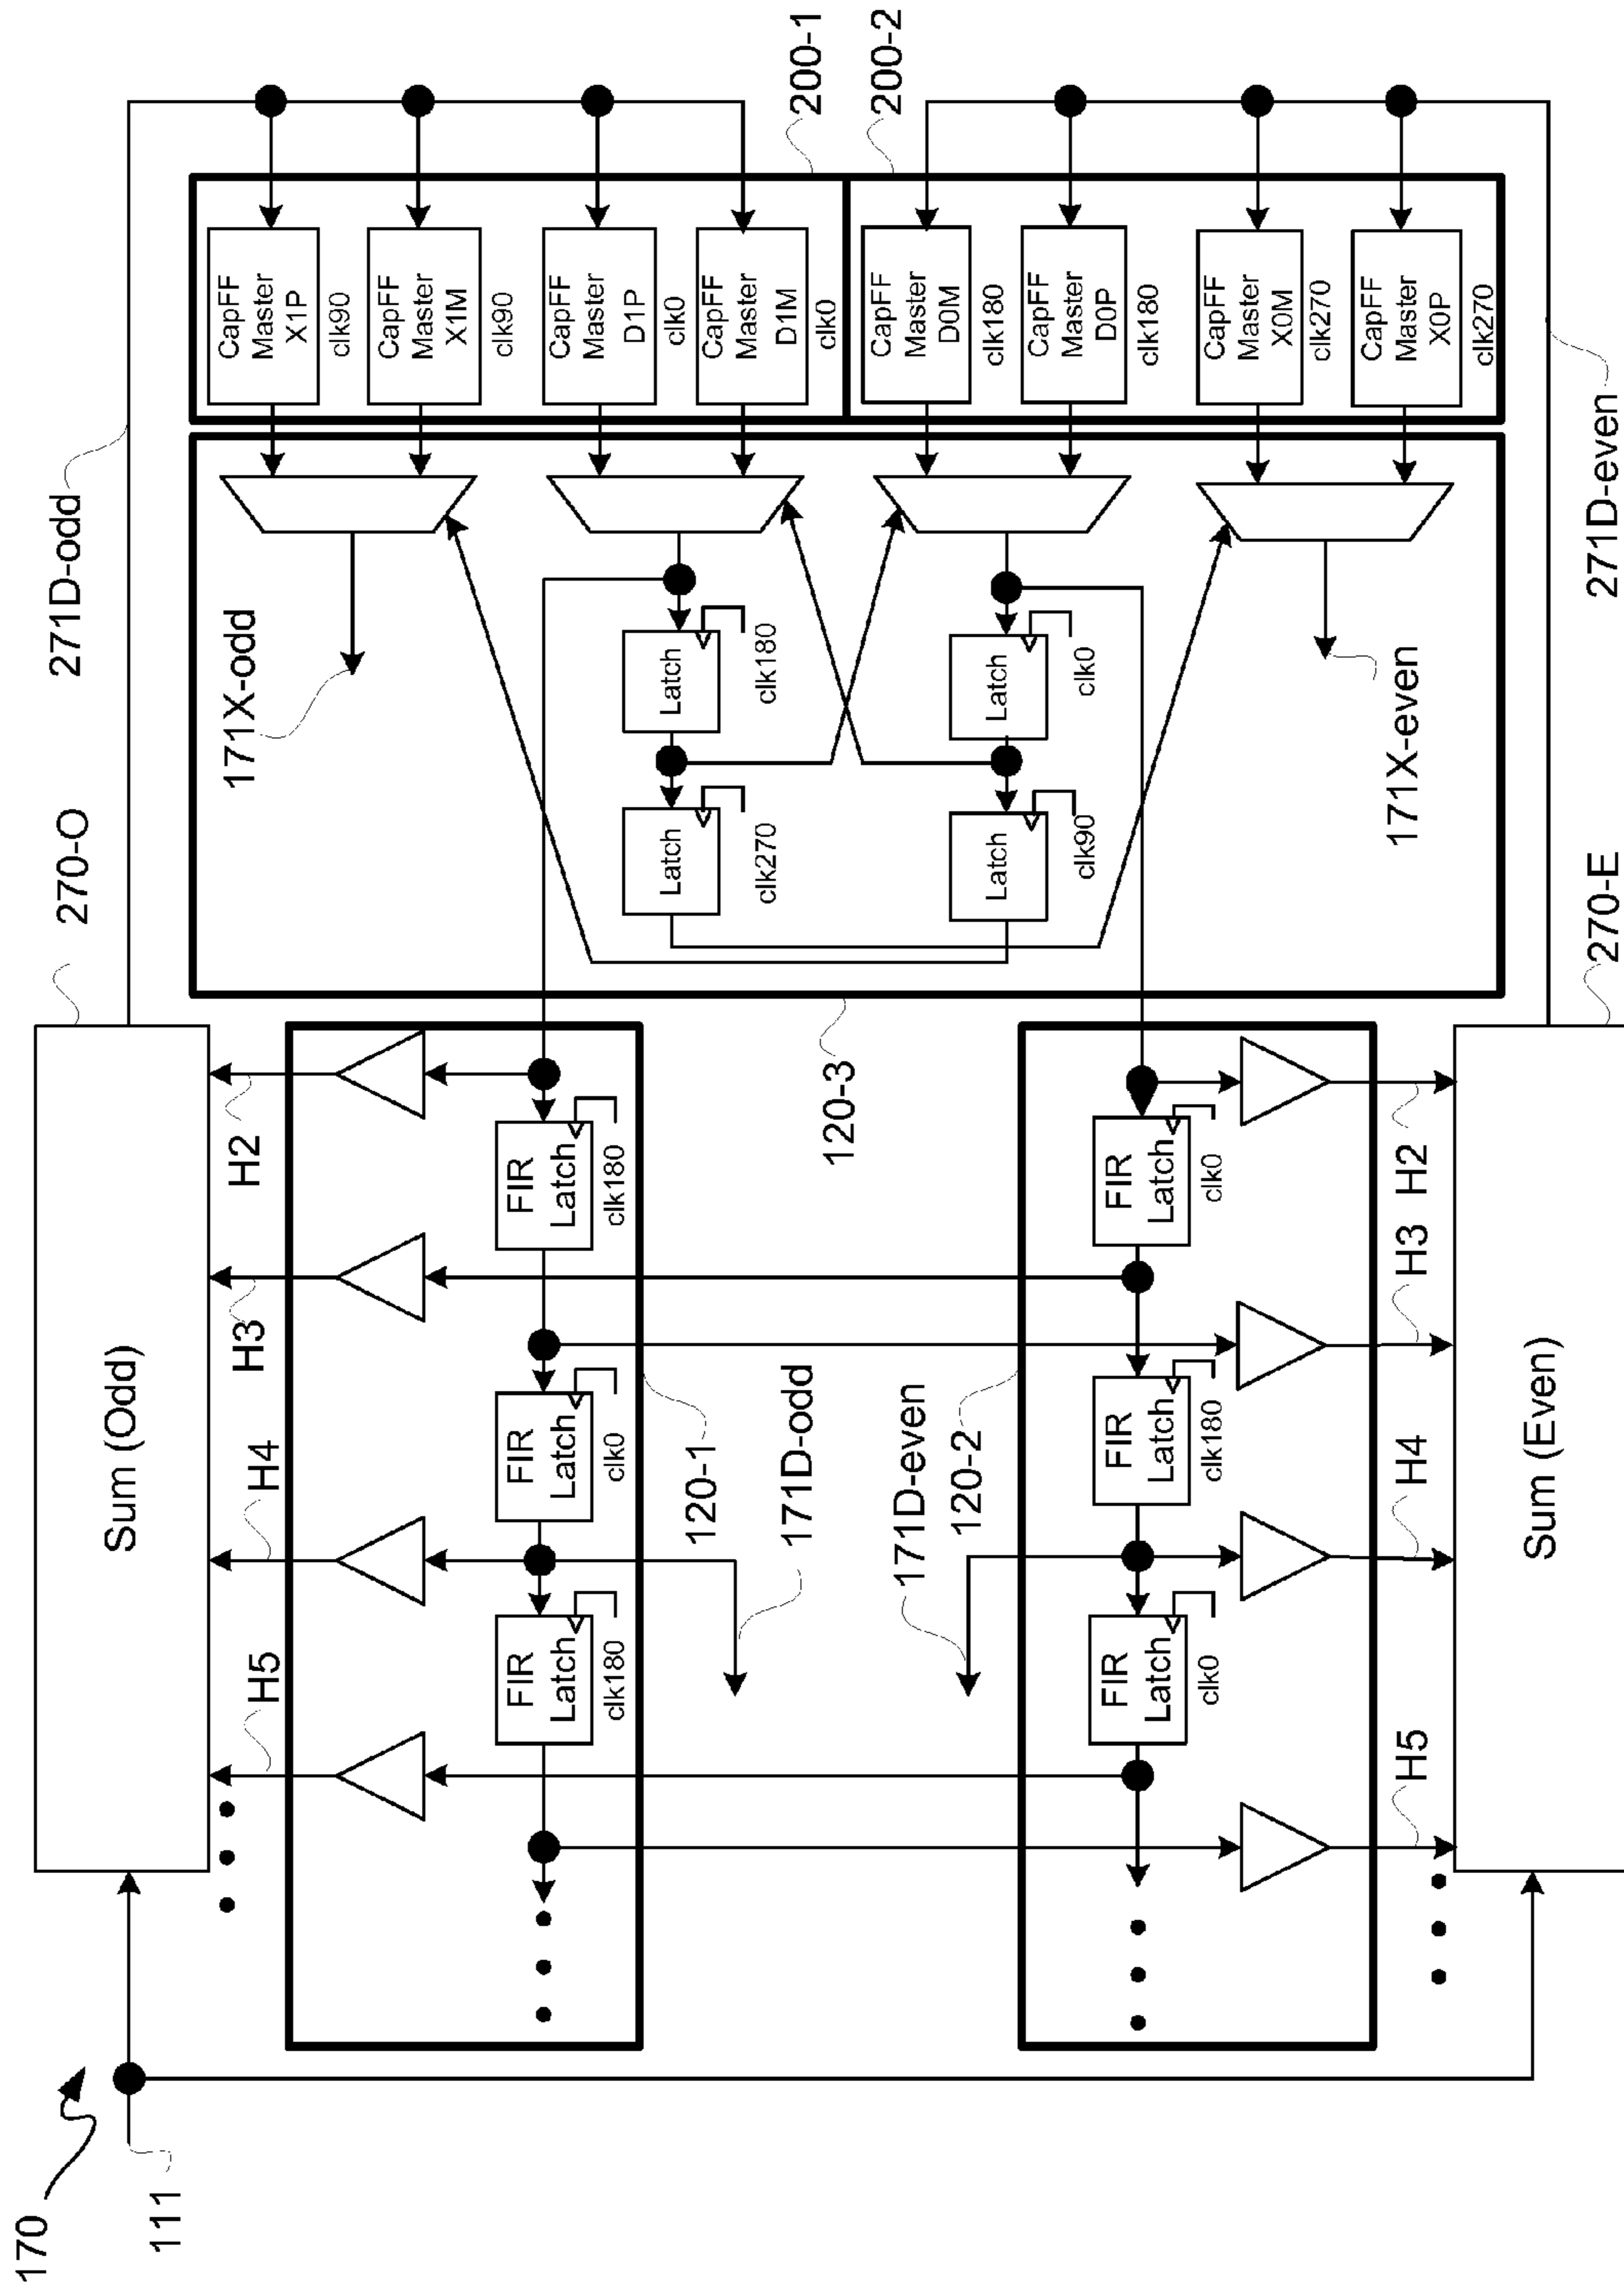 170
111
270-O
271D-odd
Sum (Odd)
H5
H4
H3
H2
171X-odd
CapFF
Master
X1P
clk90
CapFF
Master
X1M
clk90
CapFF
Master
D1P
clk0
CapFF
Master
D1M
clk0
200-1
200-2
CapFF
Master
D0M
clk180
CapFF
Master
D0P
clk180
CapFF
Master
X0M
clk270
CapFF
Master
X0P
clk270
FIR
Latch
clk180
FIR
Latch
clk0
FIR
Latch
clk180
Latch
clk270
Latch
clk180
120-1
171D-odd
171D-even
120-2
120-3
Latch
clk90
Latch
clk0
FIR
Latch
clk0
FIR
Latch
clk180
FIR
Latch
clk0
171X-even
H5
H4
H3
H2
Sum (Even)
270-E
271D-even